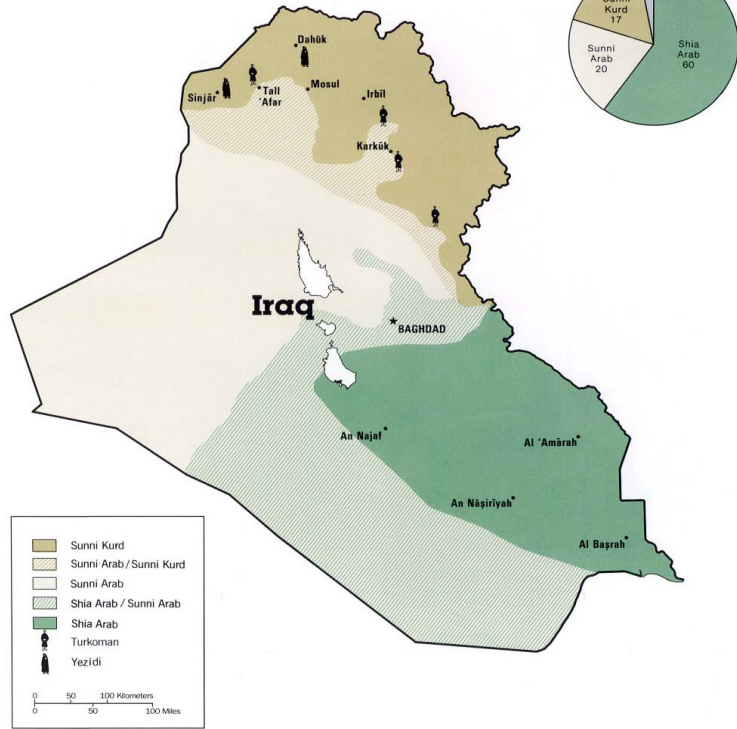 Sunni
Kurd
17
Sunni
Arab
20
Shia
Arab
60
Dahūk
Sinjār
Tall
'Afar
Mosul
Irbīl
Karkūk
Iraq
BAGHDAD
An Najaf
Al 'Amārah
An Nāşirīyah
Al Başrah
Sunni Kurd
Sunni Arab/Sunni Kurd
Sunni Arab
Shia Arab/Sunni Arab
Shia Arab
Turkoman
Yezidi
0 50 100 Kilometers
0 50 100 Miles